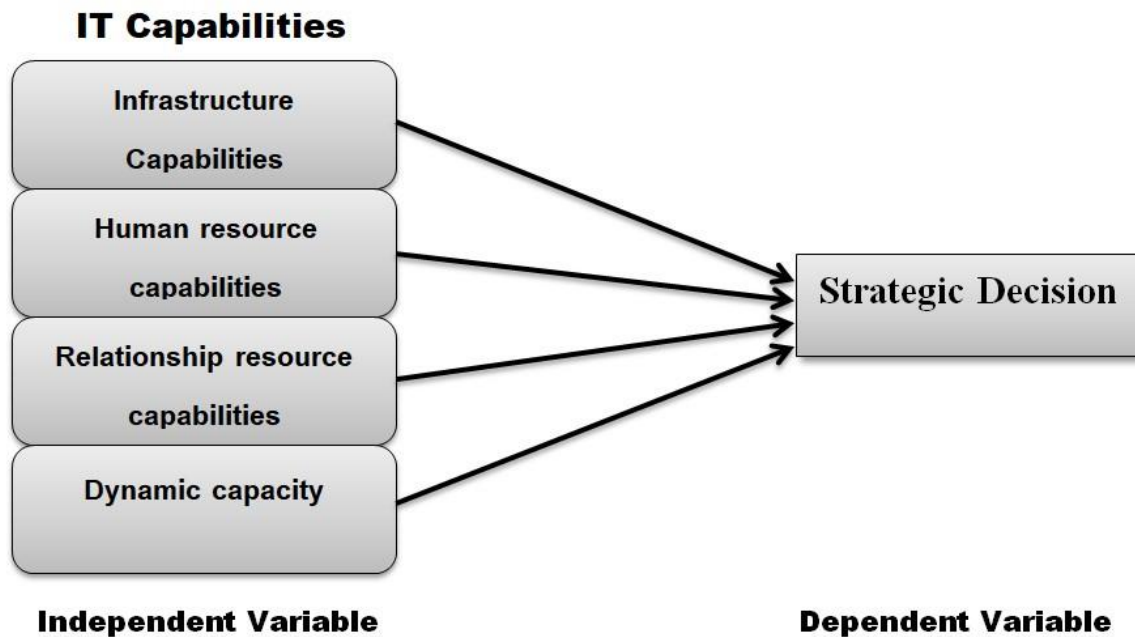 IT Capabilities
Infrastructure
Capabilities
Human resource
capabilities
Relationship resource
capabilities
Dynamic capacity
Strategic Decision
Independent Variable
Dependent Variable